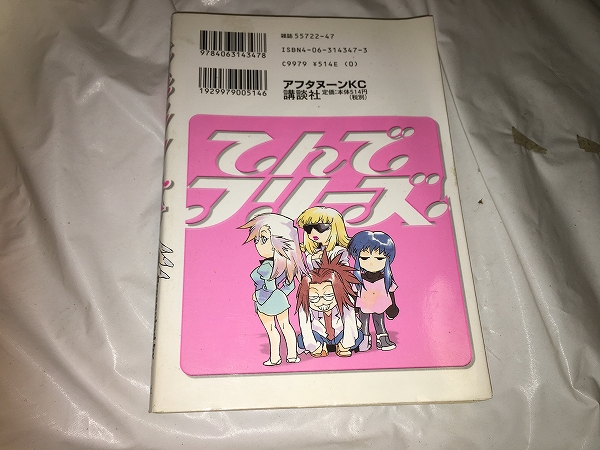 雑誌 55722-47
9784063143478
ISBN4-06-314347-3
C9979 ¥514E (0)
1929979005146
アフタヌーンKC
講談社 定価:本体514円
(税別)
てんで
フリーズ!